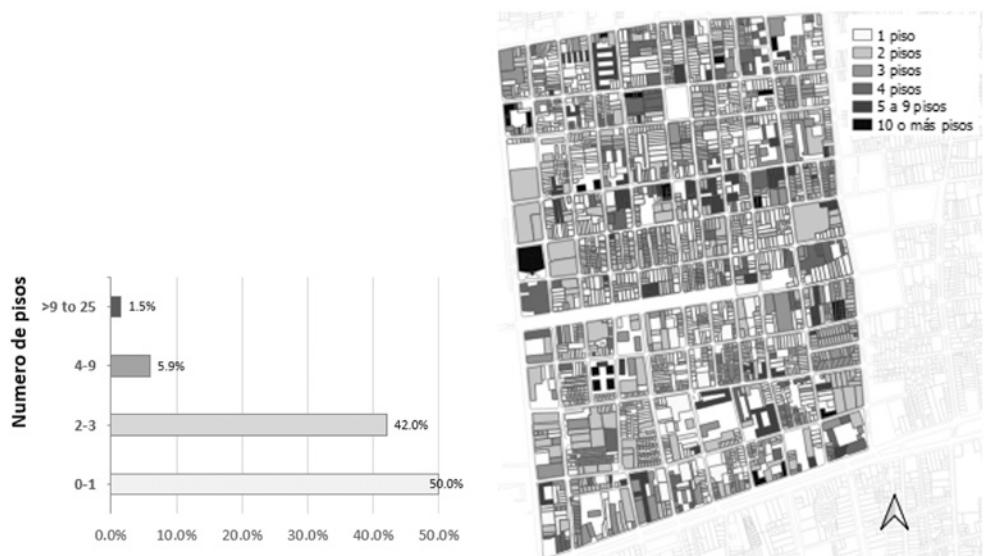 Numero de pisos
>9 to 25
1.5%
4-9
5.9%
2-3
42.0%
0-1
50.0%
0.0% 10.0% 20.0% 30.0% 40.0% 50.0%
1 piso
2 pisos
3 pisos
4 pisos
5 a 9 pisos
10 o más pisos